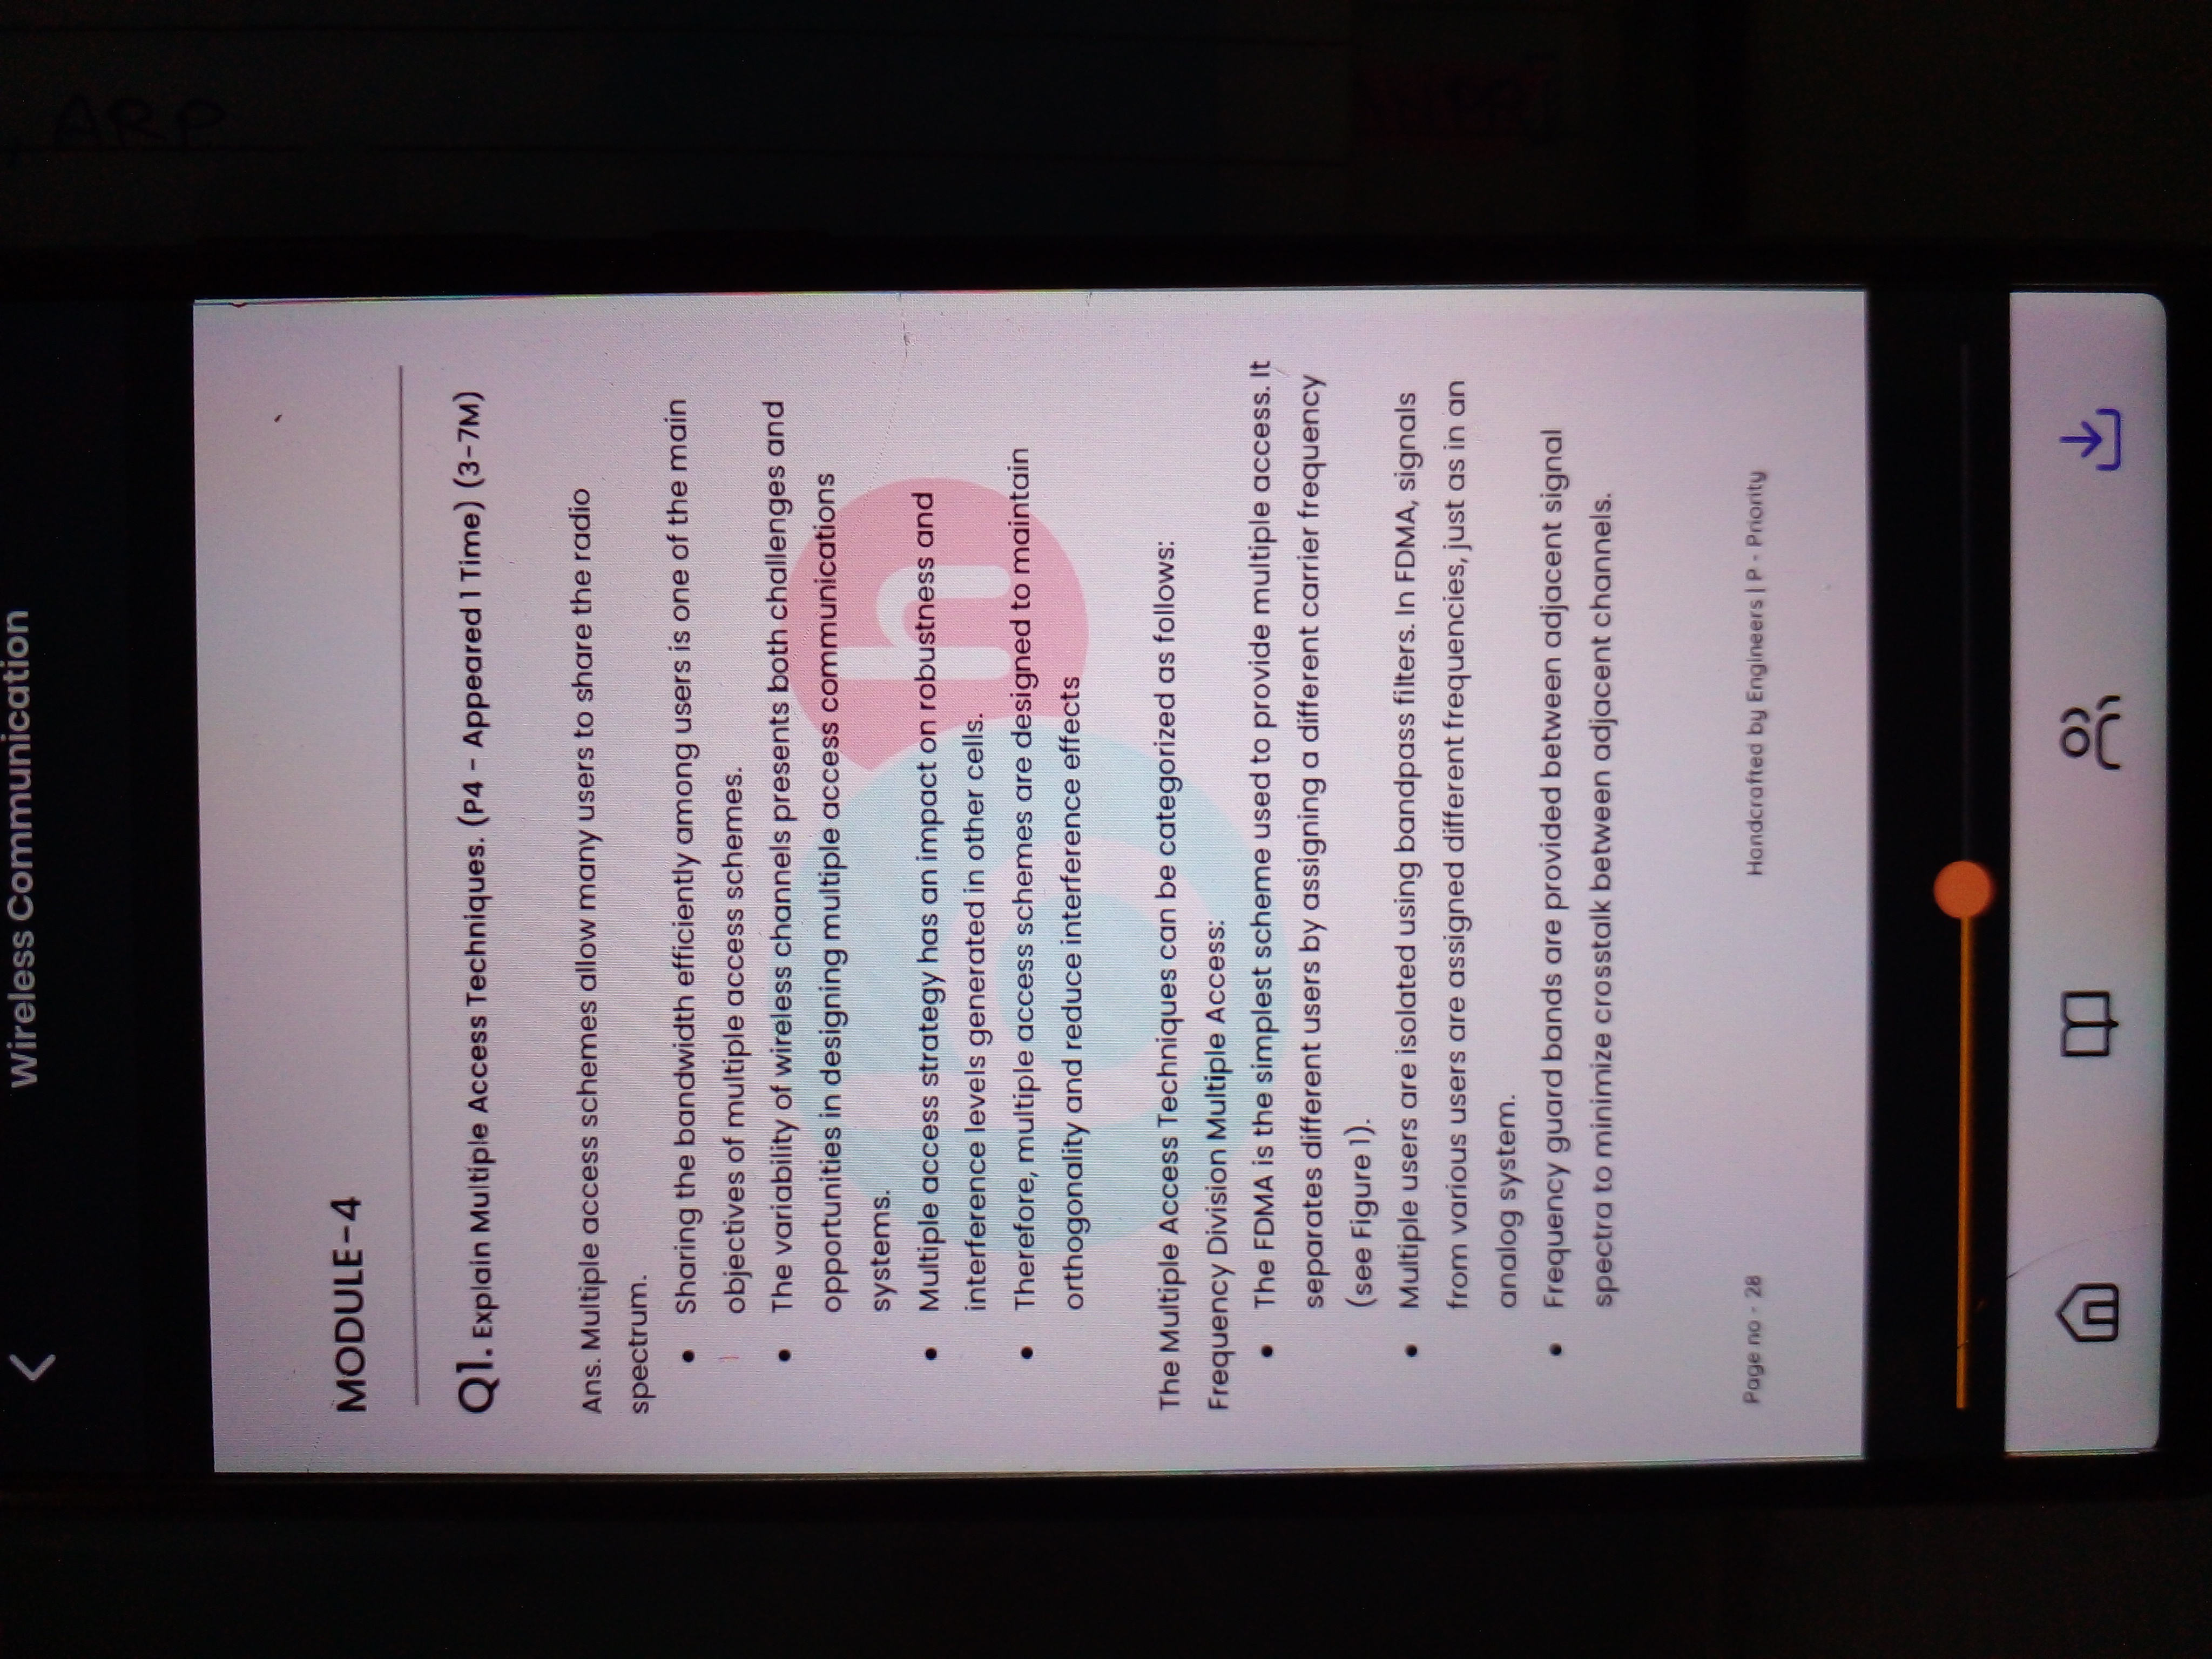 Wireless Communication
MODULE-4
Q1. Explain Multiple Access Techniques. (P4 - Appeared 1 Time) (3-7M)
Ans. Multiple access schemes allow many users to share the radio
spectrum.
• Sharing the bandwidth efficiently among users is one of the main
objectives of multiple access schemes.
• The variability of wireless channels presents both challenges and
opportunities in designing multiple access communications
systems.
• Multiple access strategy has an impact on robustness and
interference levels generated in other cells.
• Therefore, multiple access schemes are designed to maintain
orthogonality and reduce interference effects
The Multiple Access Techniques can be categorized as follows:
Frequency Division Multiple Access:
• The FDMA is the simplest scheme used to provide multiple access. It
separates different users by assigning a different carrier frequency
(see Figure 1).
• Multiple users are isolated using bandpass filters. In FDMA, signals
from various users are assigned different frequencies, just as in an
analog system.
• Frequency guard bands are provided between adjacent signal
spectra to minimize crosstalk between adjacent channels.
Page no - 28
Handcrafted by Engineers | P - Priority
h
ARP